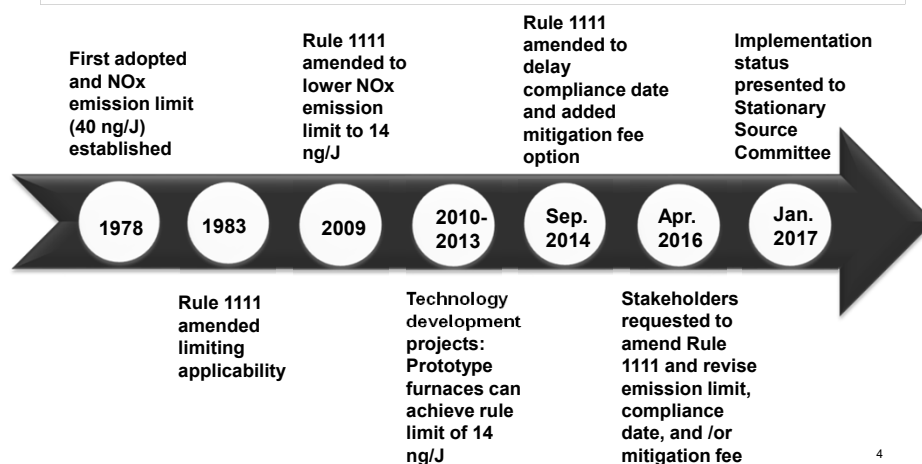 First adopted
and NOx
emission limit
(40 ng/J)
established
Rule 1111
amended to
lower NOx
emission
limit to 14
ng/J
Rule 1111
amended to
delay
compliance date
and added
mitigation fee
option
Implementation
status
presented to
Stationary
Source
Committee
1978
1983
2009
2010-
2013
Sep.
2014
Apr.
2016
Jan.
2017
Rule 1111
amended
limiting
applicability
Technology
development
projects:
Prototype
furnaces can
achieve rule
limit of 14
ng/J
Stakeholders
requested to
amend Rule
1111 and revise
emission limit,
compliance
date, and /or
mitigation fee
4